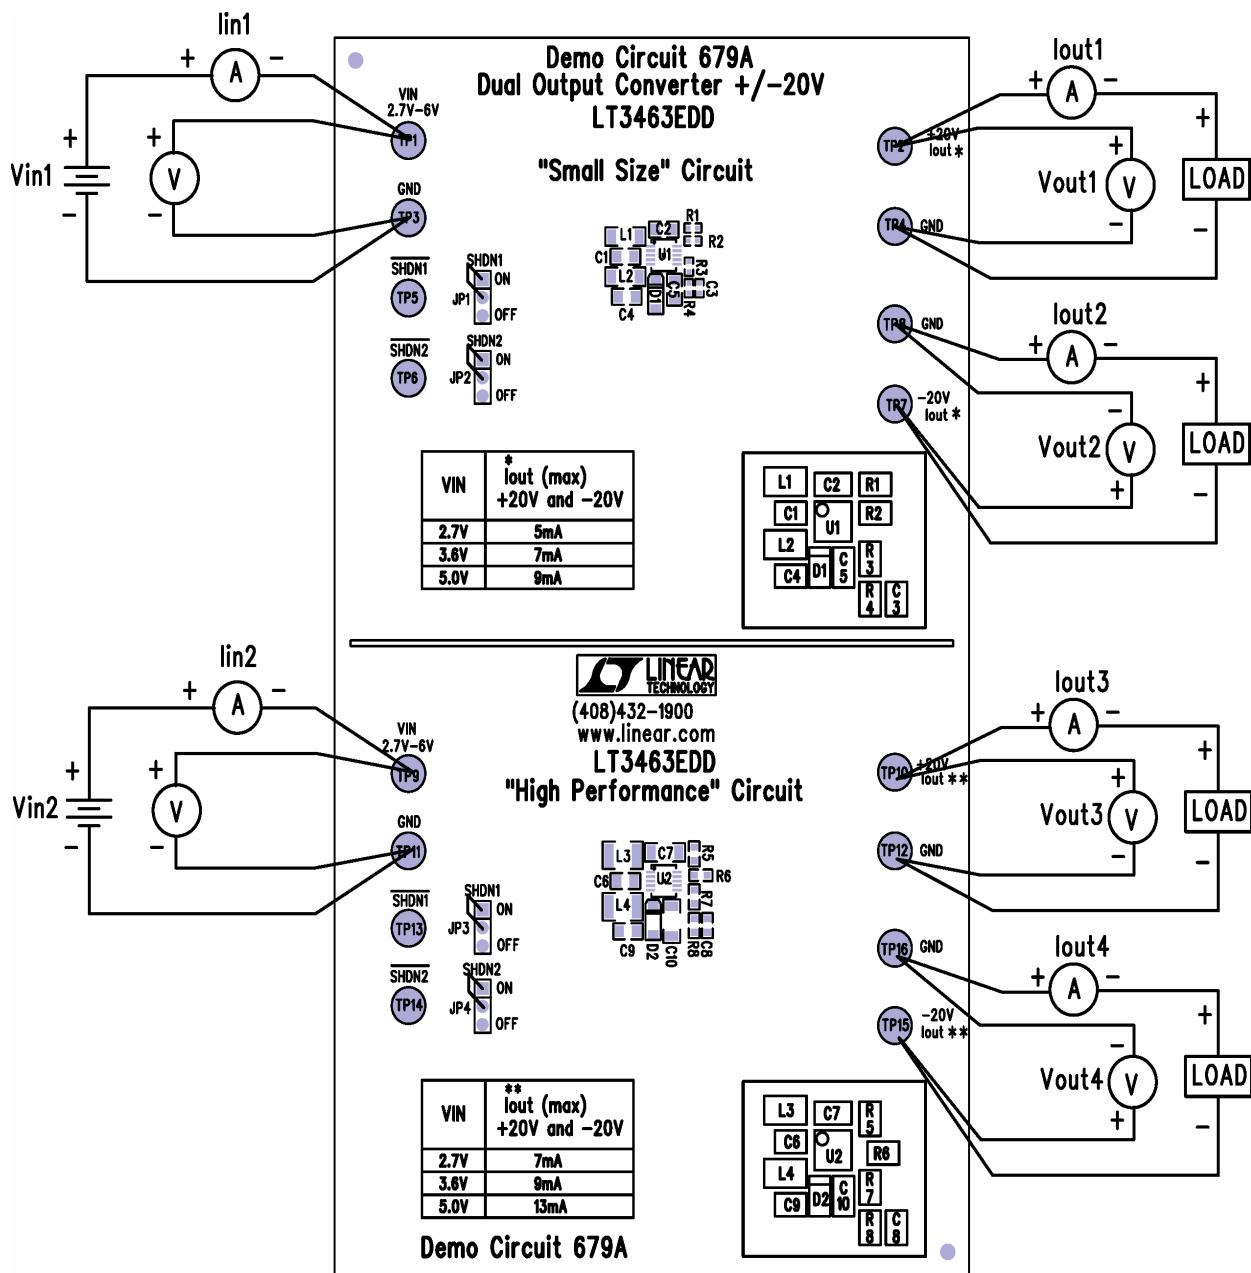 Iin1
+ A -
Demo Circuit 679A
Dual Output Converter +/-20V
LT3463EDD
"Small Size" Circuit
VIN
2.7V-6V
TP1
+
Vin1
-
+
V
-
GND
TP3
SHDN1
TP5
SHDN1
ON
JP1
OFF
SHDN2
TP6
SHDN2
ON
JP2
OFF
L1
C2
R1
R2
C1
U1
L2
R3
D1
C5
C3
R4
C4
Iout1
+ A -
TP2
+20V
Iout *
+
Vout1
V
-
+
LOAD
-
TP4
GND
Iout2
+ A -
TP8
GND
TP7
-20V
Iout *
-
Vout2
V
+
+
LOAD
-
VIN
*
Iout (max)
+20V and -20V
2.7V 5mA
3.6V 7mA
5.0V 9mA
L1 C2 R1
C1 U1 R2
L2
R3
C4 D1 C5
R4 C3
LINEAR
TECHNOLOGY
(408)432-1900
www.linear.com
LT3463EDD
"High Performance" Circuit
Iin2
+ A -
VIN
2.7V-6V
TP9
+
Vin2
-
+
V
-
GND
TP11
SHDN1
TP13
SHDN1
ON
JP3
OFF
SHDN2
TP14
SHDN2
ON
JP4
OFF
L3
C7
R5
C6
U2
R6
L4
R7
C9
D2
C10
R8
C8
Iout3
+ A -
TP10
+20V
Iout **
+
Vout3
V
-
+
LOAD
-
TP12
GND
Iout4
+ A -
TP16
GND
TP15
-20V
Iout **
-
Vout4
V
+
+
LOAD
-
VIN
**
Iout (max)
+20V and -20V
2.7V 7mA
3.6V 9mA
5.0V 13mA
L3 C7 R5
C6 U2 R6
L4
R7
C9 D2 C10
R8 C8
Demo Circuit 679A